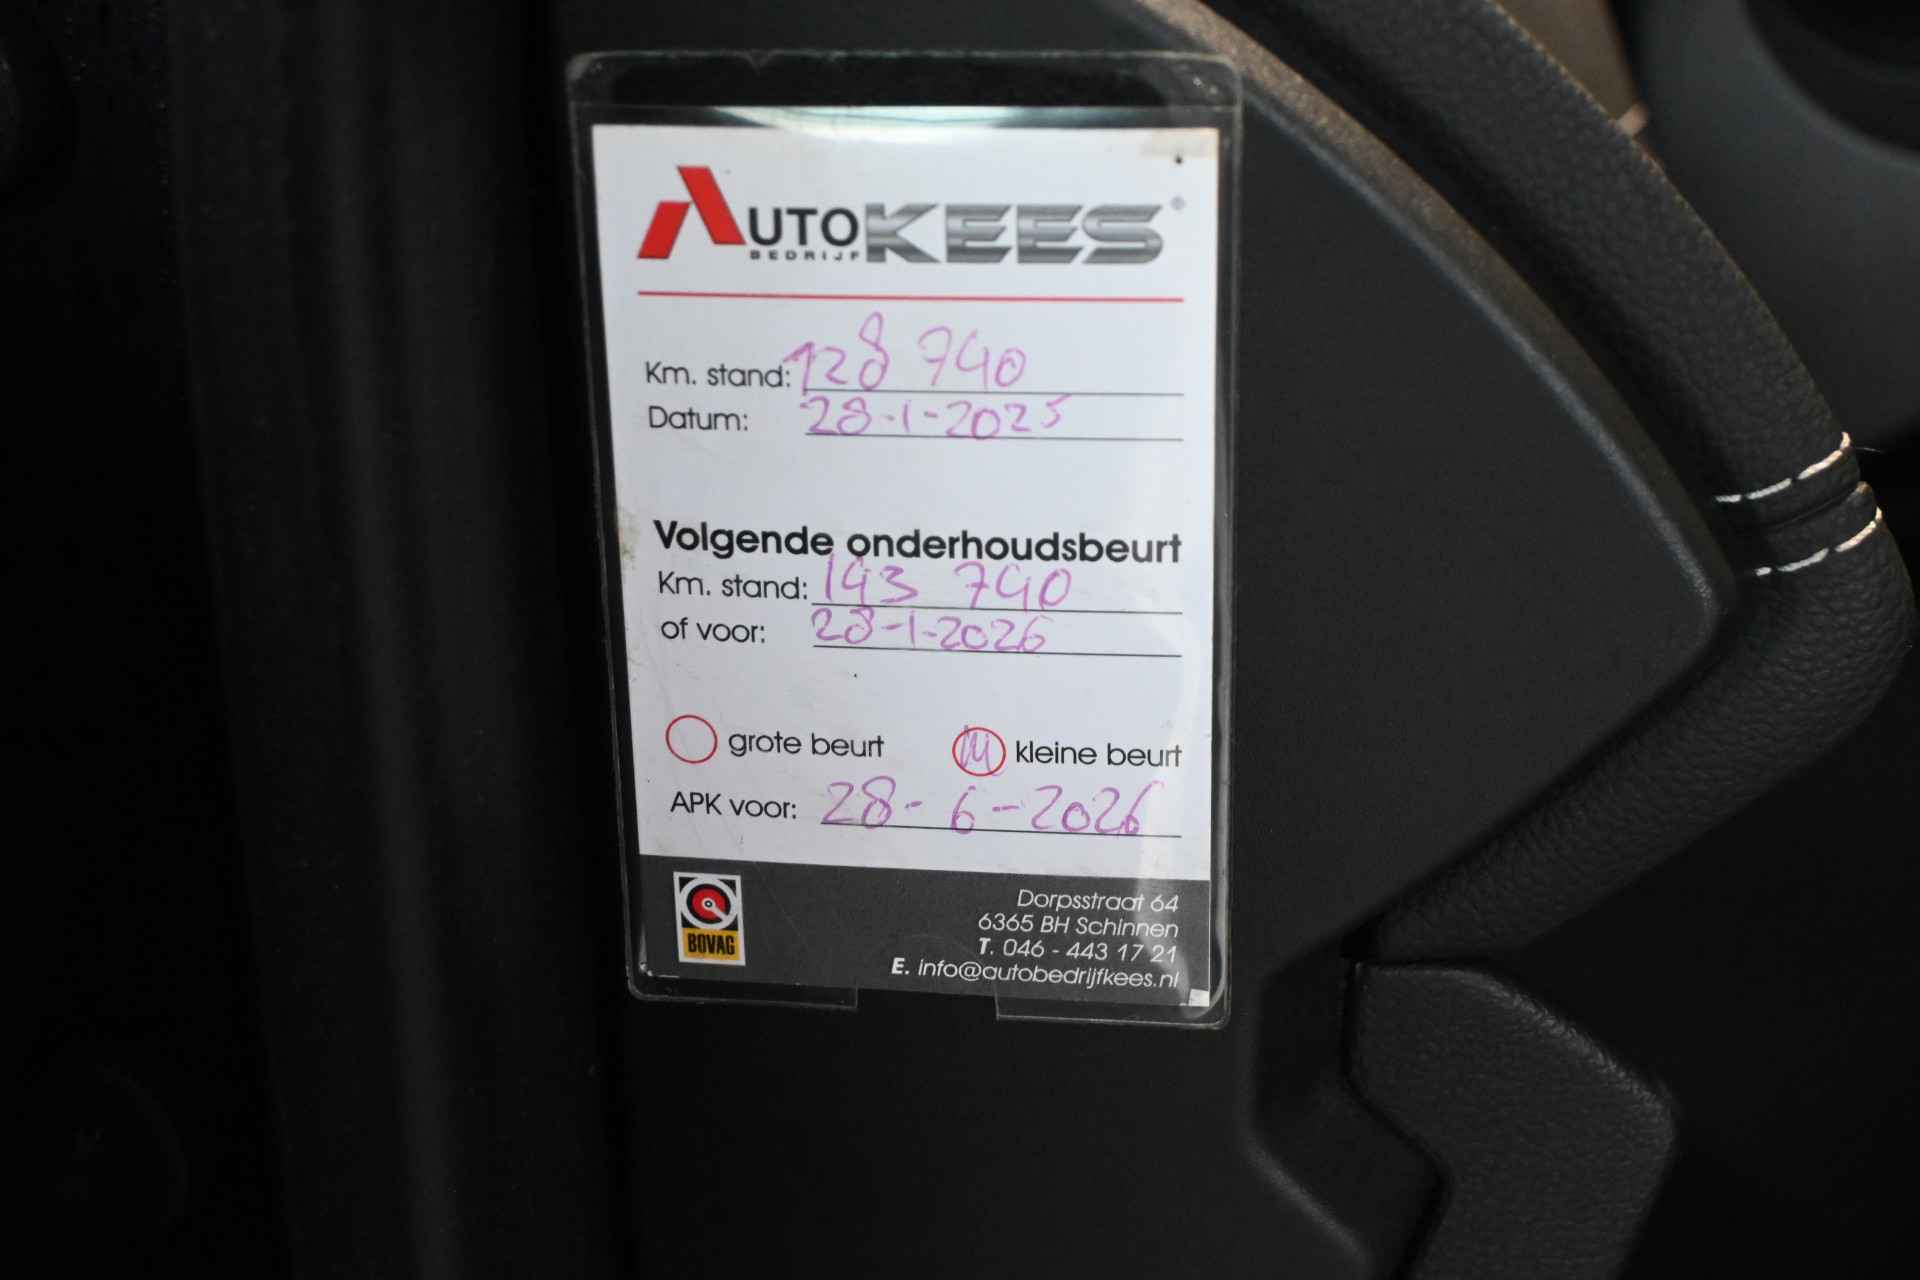 AUTO KEES ®
BEDRIJF
Km. stand: 128 740
Datum: 28-1-2025
Volgende onderhoudsbeurt
Km. stand: 143 740
of voor: 28-1-2026
grote beurt kleine beurt
APK voor: 28-6-2026
BOVAG
Dorpsstraat 64
6365 BH Schinnen
T. 046 - 443 17 21
E. info@autobedrijfkees.nl